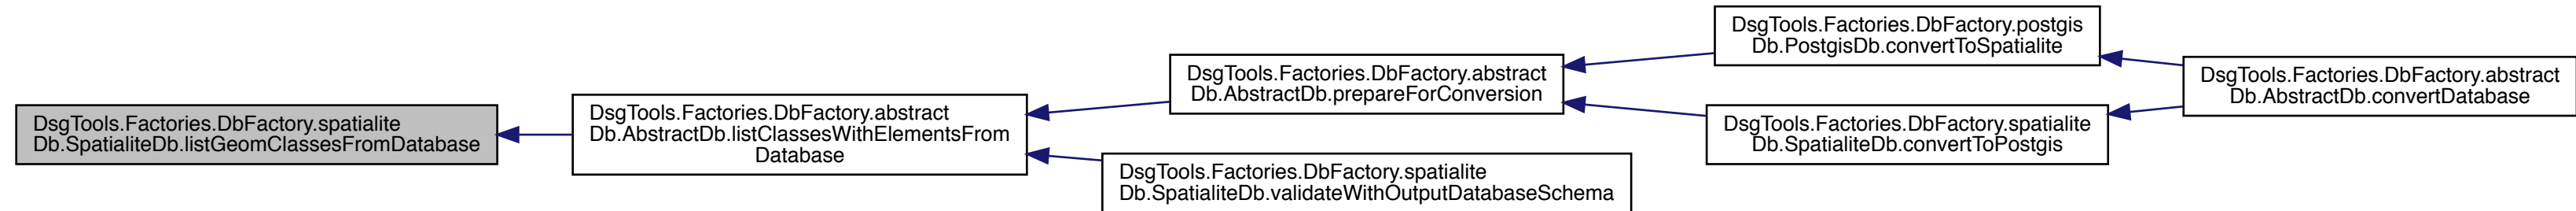 DsgTools.Factories.DbFactory.spatialite
Db.SpatialiteDb.listGeomClassesFromDatabase
DsgTools.Factories.DbFactory.abstract
Db.AbstractDb.listClassesWithElementsFrom
Database
DsgTools.Factories.DbFactory.abstract
Db.AbstractDb.prepareForConversion
DsgTools.Factories.DbFactory.spatialite
Db.SpatialiteDb.validateWithOutputDatabaseSchema
DsgTools.Factories.DbFactory.postgis
Db.PostgisDb.convertToSpatialite
DsgTools.Factories.DbFactory.spatialite
Db.SpatialiteDb.convertToPostgis
DsgTools.Factories.DbFactory.abstract
Db.AbstractDb.convertDatabase